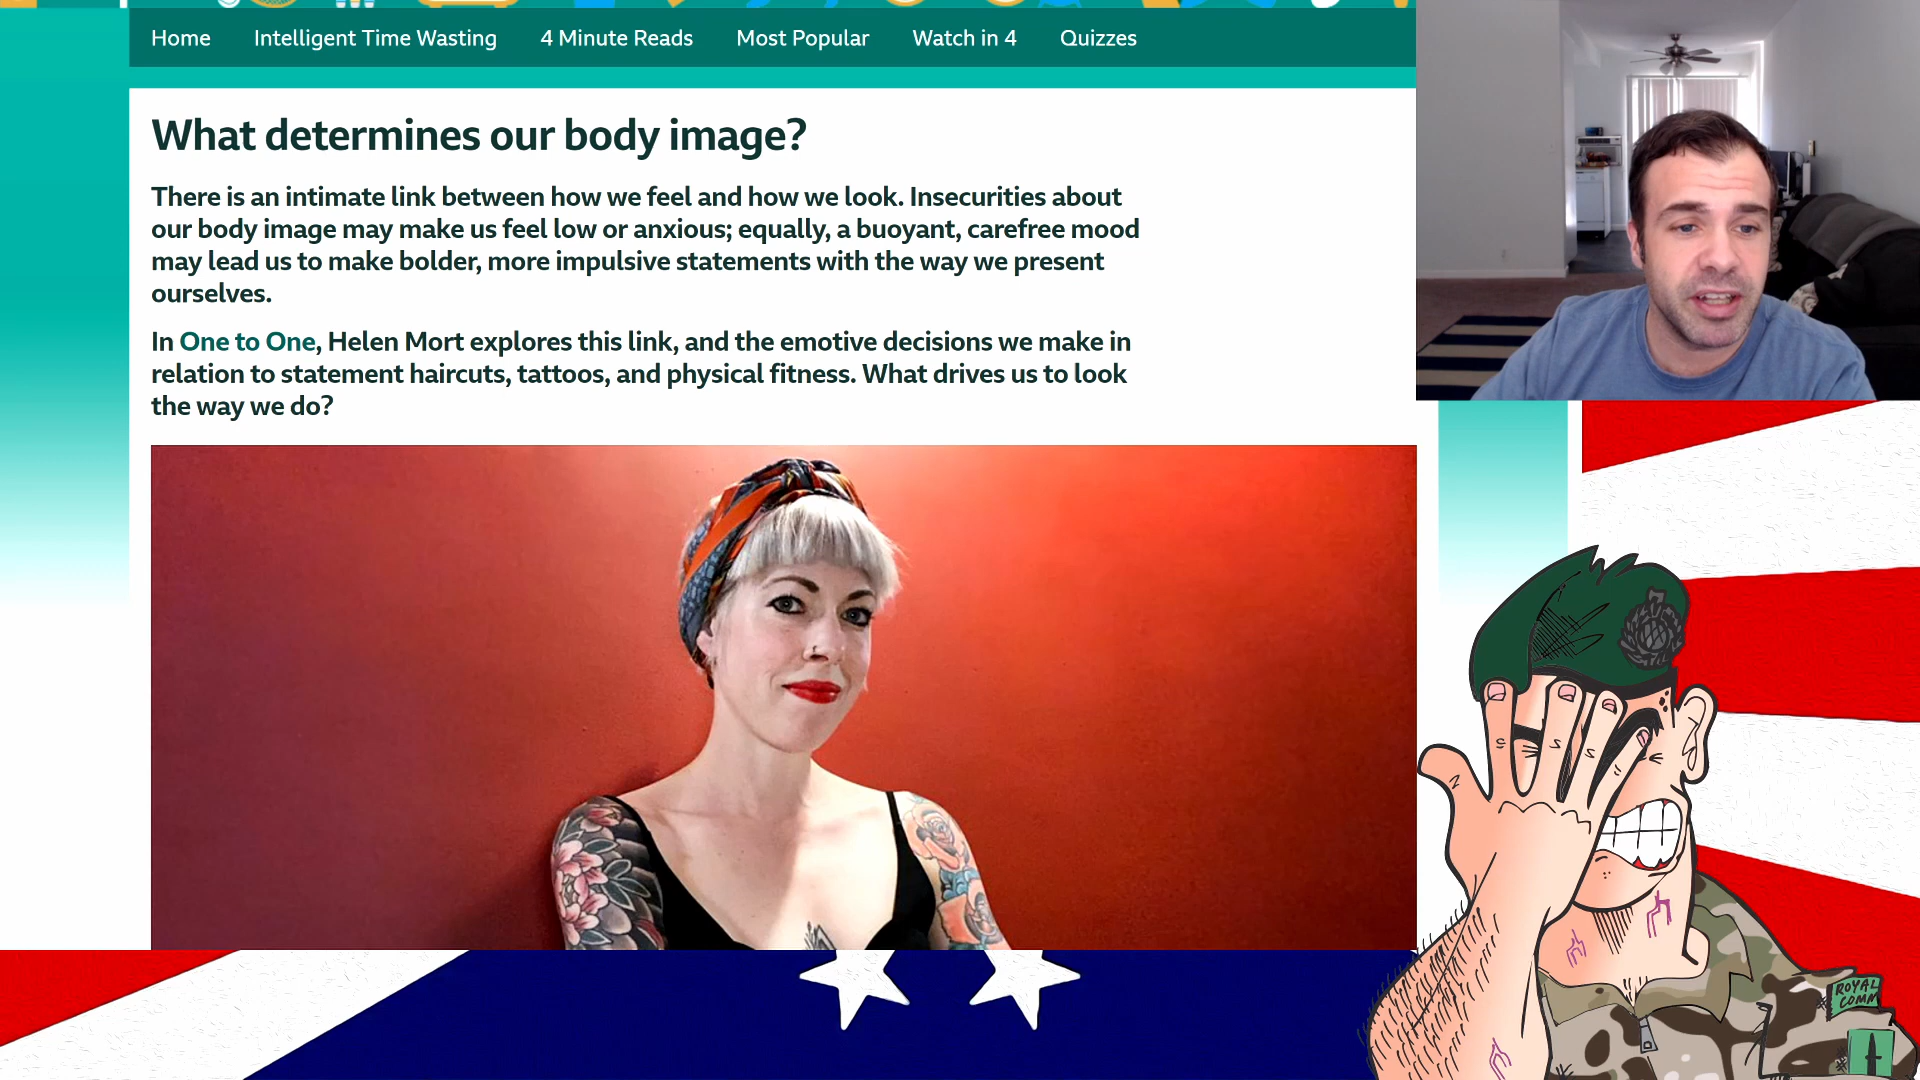 Home Intelligent Time Wasting 4 Minute Reads Most Popular Watch in 4 Quizzes
What determines our body image?
There is an intimate link between how we feel and how we look. Insecurities about
our body image may make us feel low or anxious; equally, a buoyant, carefree mood
may lead us to make bolder, more impulsive statements with the way we present
ourselves.
In One to One, Helen Mort explores this link, and the emotive decisions we make in
relation to statement haircuts, tattoos, and physical fitness. What drives us to look
the way we do?
ROYAL
COMM